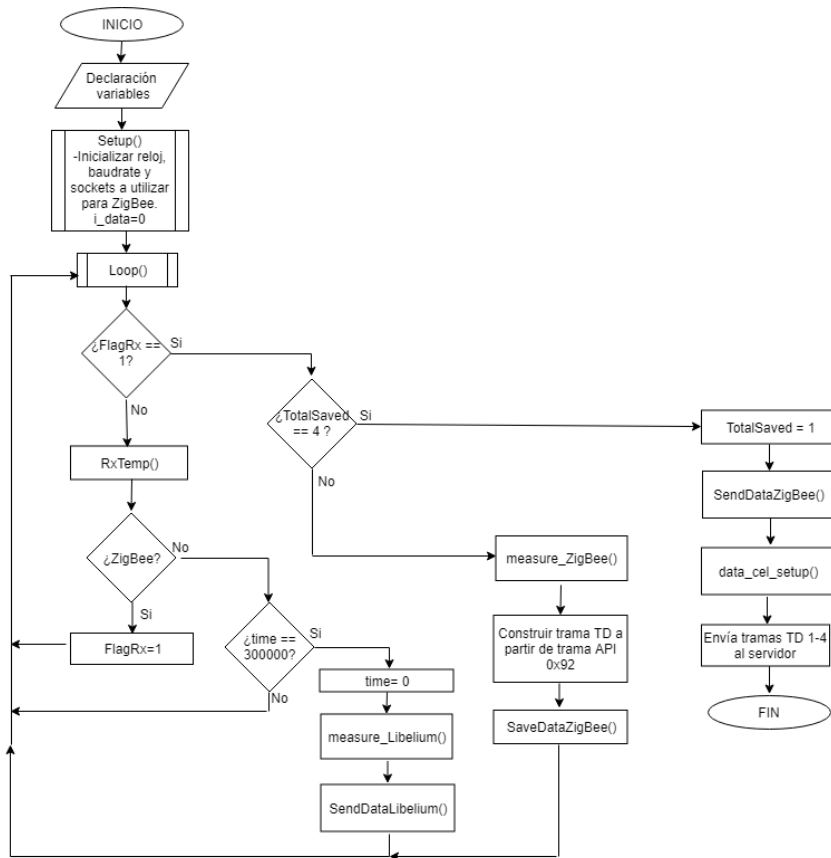 INICIO
Declaración
variables
Setup()
-Inicializar reloj,
baudrate y
sockets a utilizar
para ZigBee.
i_data=0
Loop()
¿FlagRx ==
1?
Si
No
¿TotalSaved
== 4 ?
Si
No
TotalSaved = 1
RxTemp()
SendDataZigBee()
¿ZigBee?
No
Si
measure_ZigBee()
data_cel_setup()
FlagRx=1
¿time ==
300000?
Si
No
Construir trama TD a
partir de trama API
0x92
Envía tramas TD 1-4
al servidor
time= 0
measure_Libelium()
SaveDataZigBee()
FIN
SendDataLibelium()